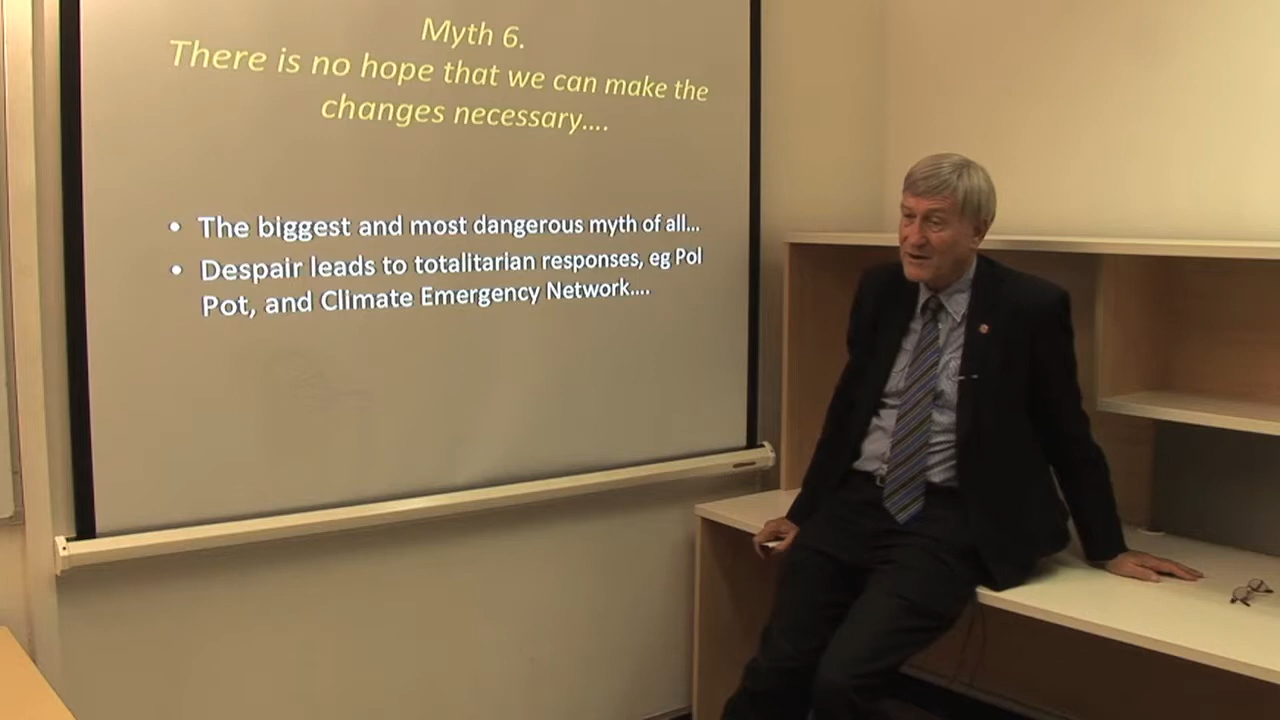 Myth 6.
There is no hope that we can make the
changes necessary....
• The biggest and most dangerous myth of all...
• Despair leads to totalitarian responses, eg Pol
Pot, and Climate Emergency Network....